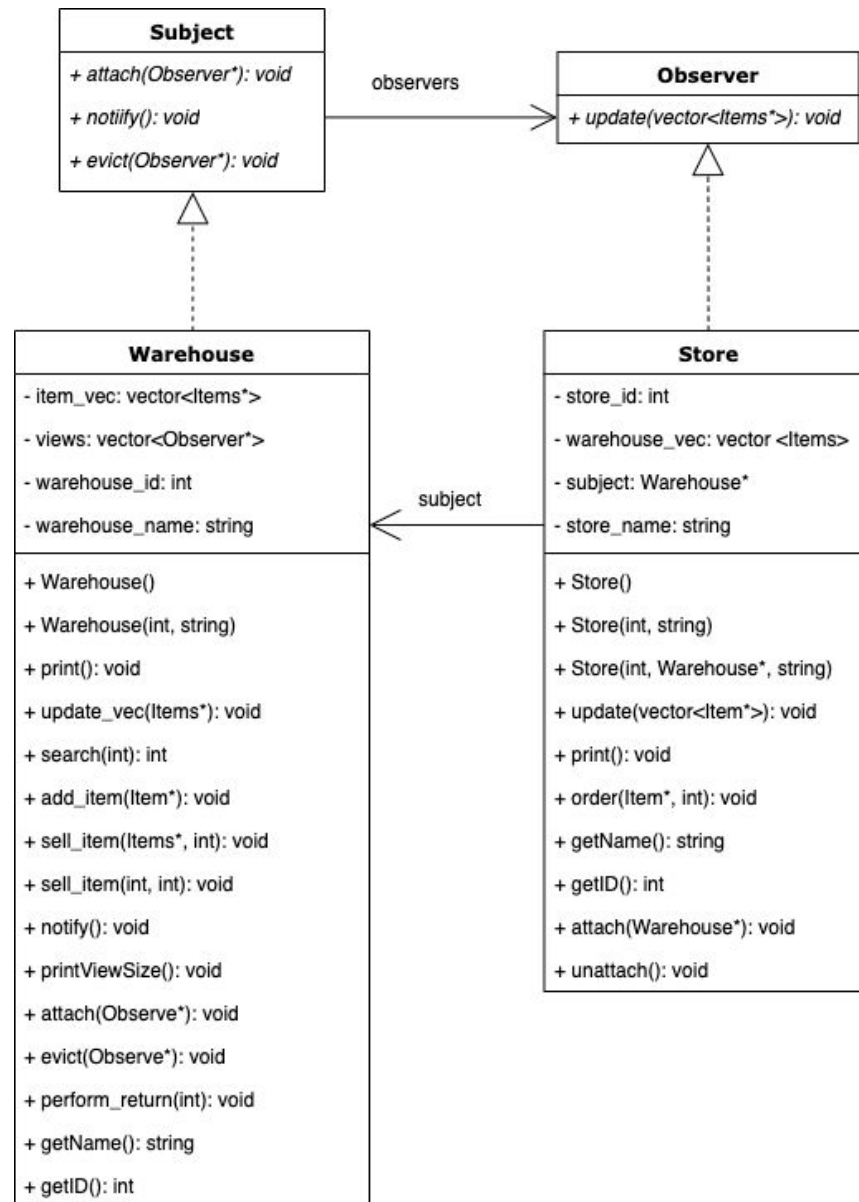 Subject
+ attach(Observer*): void
+ notiify(): void
+ evict(Observer*): void
observers
Observer
+ update(vector<Items*>): void
Warehouse
- item_vec: vector<Items*>
- views: vector<Observer*>
- warehouse_id: int
- warehouse_name: string
+ Warehouse()
+ Warehouse(int, string)
+ print(): void
+ update_vec(Items*): void
+ search(int): int
+ add_item(Item*): void
+ sell_item(Items*, int): void
+ sell_item(int, int): void
+ notify(): void
+ printViewSize(): void
+ attach(Observe*): void
+ evict(Observe*): void
+ perform_return(int): void
+ getName(): string
+ getID(): int
subject
Store
- store_id: int
- warehouse_vec: vector <Items>
- subject: Warehouse*
- store_name: string
+ Store()
+ Store(int, string)
+ Store(int, Warehouse*, string)
+ update(vector<Item*>): void
+ print(): void
+ order(Item*, int): void
+ getName(): string
+ getID(): int
+ attach(Warehouse*): void
+ unattach(): void